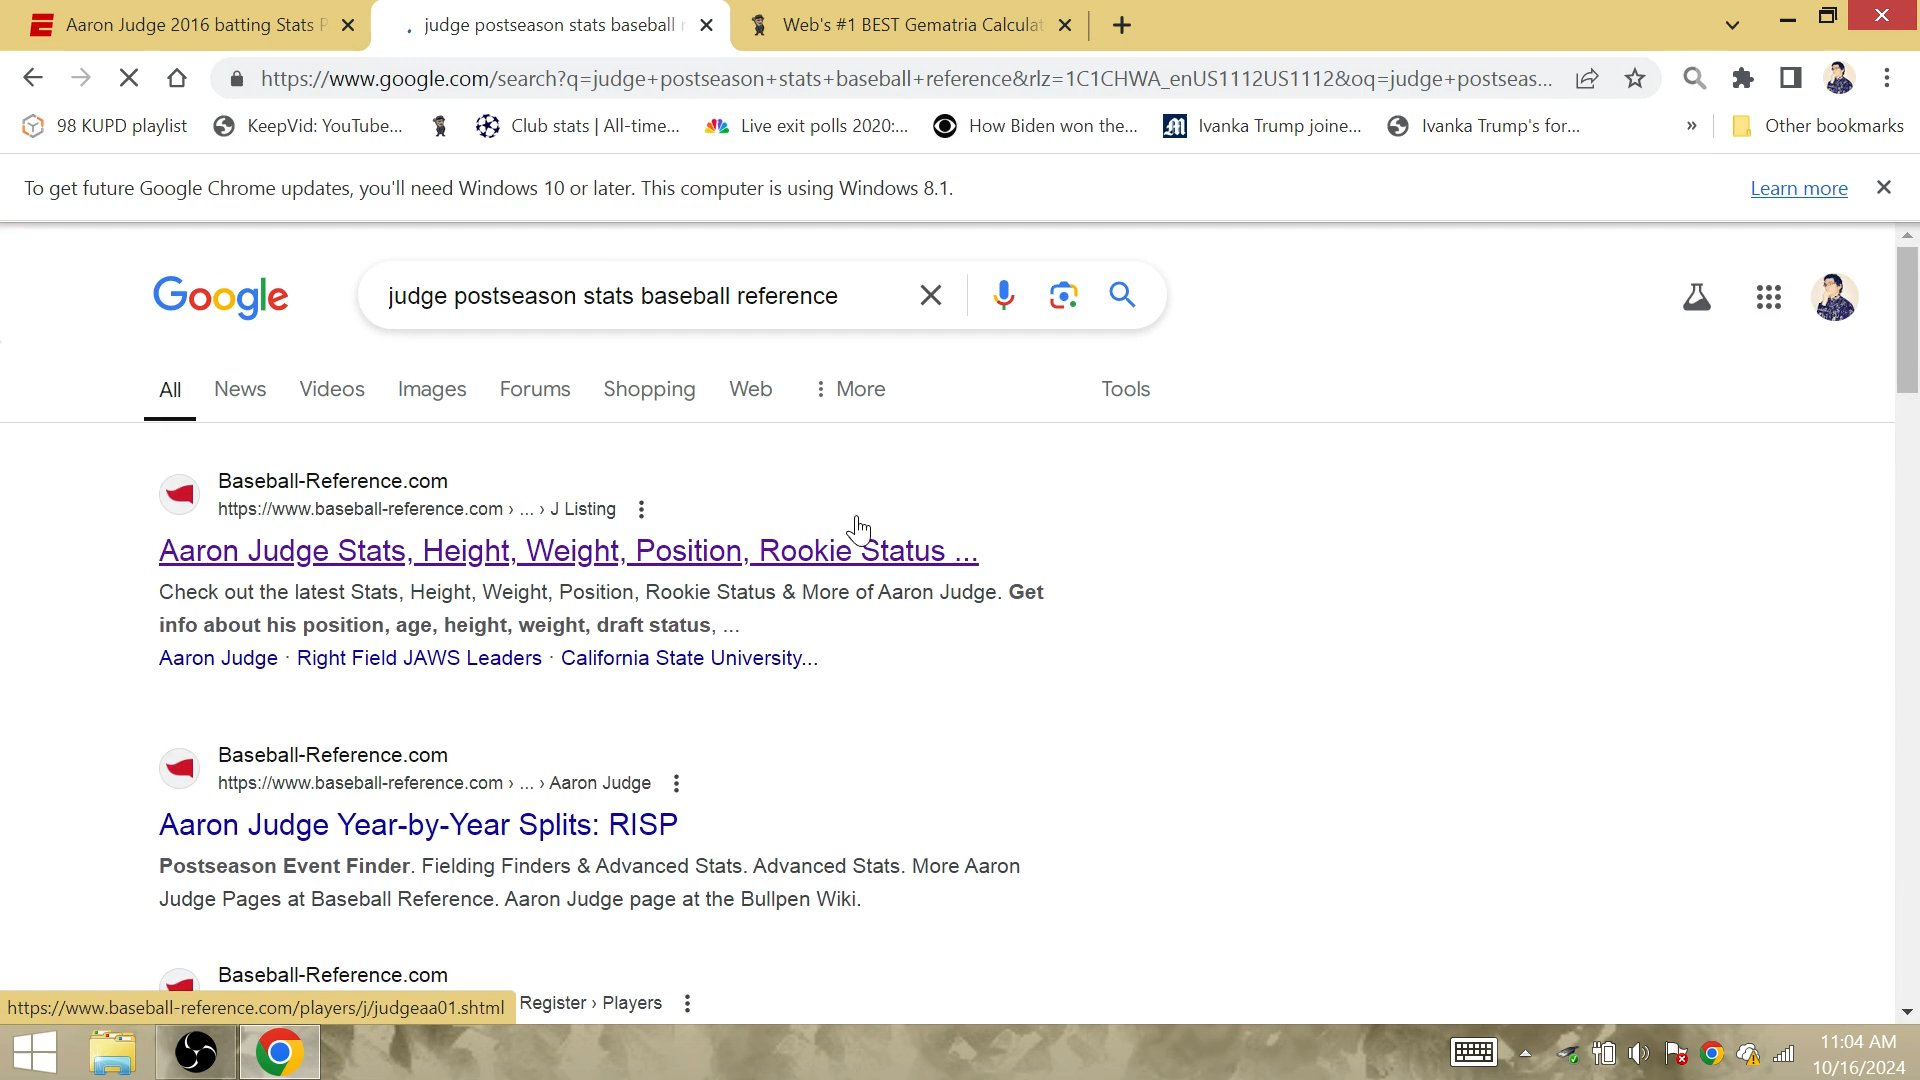 Aaron Judge 2016 batting Stats P
judge postseason stats baseball r
Web's #1 BEST Gematria Calculat
https://www.google.com/search?q=judge+postseason+stats+baseball+reference&rlz=1C1CHWA_enUS1112US1112&oq=judge+postseas...
98 KUPD playlist
KeepVid: YouTube...
Club stats | All-time...
Live exit polls 2020:...
How Biden won the...
Ivanka Trump joine...
Ivanka Trump's for...
»
Other bookmarks
To get future Google Chrome updates, you'll need Windows 10 or later. This computer is using Windows 8.1.
Learn more
Google
judge postseason stats baseball reference
All
News
Videos
Images
Forums
Shopping
Web
More
Tools
Baseball-Reference.com
https://www.baseball-reference.com › ... › J Listing
Aaron Judge Stats, Height, Weight, Position, Rookie Status ...
Check out the latest Stats, Height, Weight, Position, Rookie Status & More of Aaron Judge. Get
info about his position, age, height, weight, draft status, ...
Aaron Judge · Right Field JAWS Leaders · California State University...
Baseball-Reference.com
https://www.baseball-reference.com › ... › Aaron Judge
Aaron Judge Year-by-Year Splits: RISP
Postseason Event Finder. Fielding Finders & Advanced Stats. Advanced Stats. More Aaron
Judge Pages at Baseball Reference. Aaron Judge page at the Bullpen Wiki.
Baseball-Reference.com
Register › Players
https://www.baseball-reference.com/players/j/judgeaa01.shtml
11:04 AM
10/16/2024